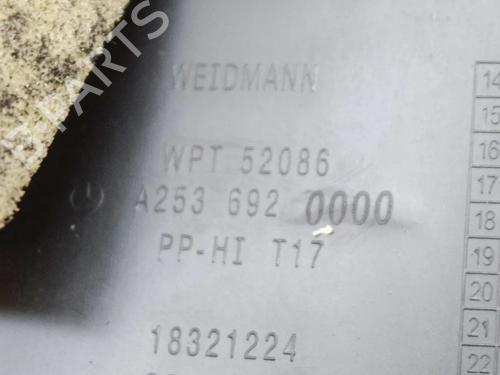 WEIDMANN
WPT 52086
A253 692 0000
PP-HI T17
18321224
14
15
16
17
18
19
20
21
22
PARTS